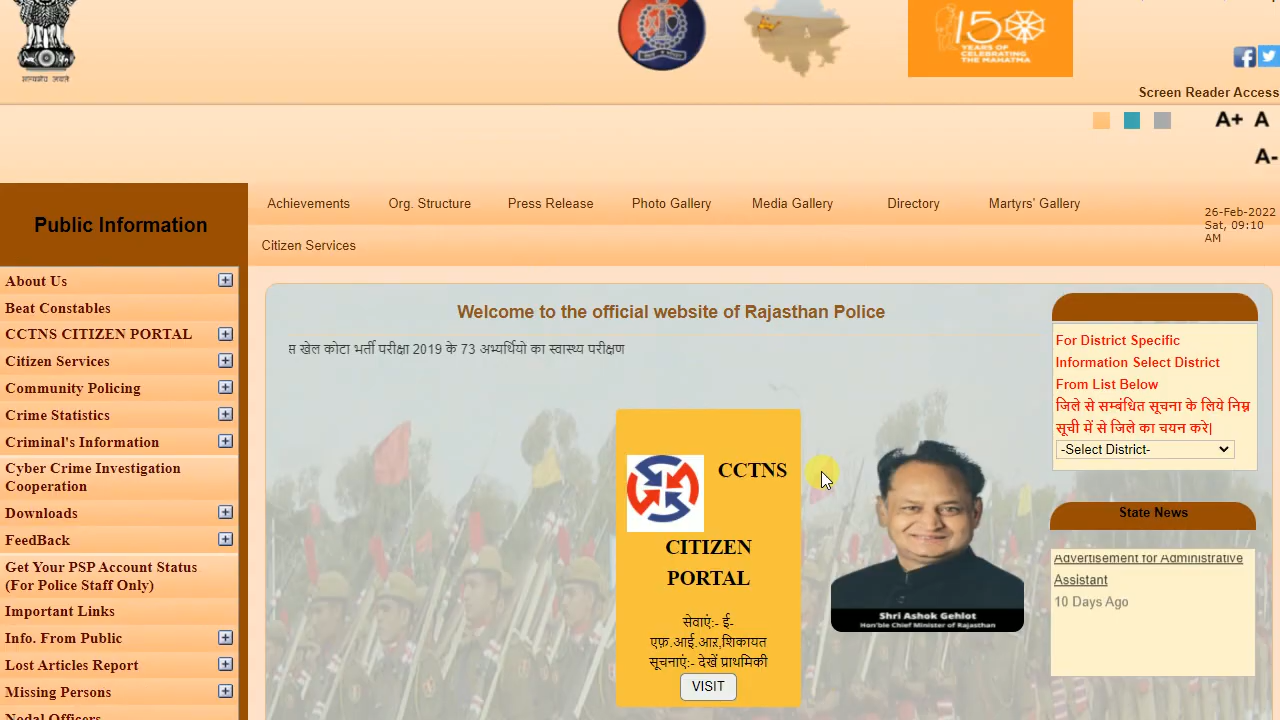 सत्यमेव जयते
150
YEARS OF
CELEBRATING
THE MAHATMA
Screen Reader Access
A+ A
A-
Public Information
Achievements
Org. Structure
Press Release
Photo Gallery
Media Gallery
Directory
Martyrs' Gallery
Citizen Services
26-Feb-2022
Sat, 09:10
AM
About Us
Beat Constables
CCTNS CITIZEN PORTAL
Citizen Services
Community Policing
Crime Statistics
Criminal's Information
Cyber Crime Investigation
Cooperation
Downloads
FeedBack
Get Your PSP Account Status
(For Police Staff Only)
Important Links
Info. From Public
Lost Articles Report
Missing Persons
Nodal Officers
Welcome to the official website of Rajasthan Police
खेल कोटा भर्ती परीक्षा 2019 के 73 अभ्यर्थियो का स्वास्थ्य परीक्षण
CCTNS
CITIZEN
PORTAL
सेवाएं:- ई-
एफ़.आई.आऱ,शिकायत
सूचनाएं:- देखें प्राथमिकी
VISIT
Shri Ashok Gehlot
Hon'ble Chief Minister of Rajasthan
For District Specific
Information Select District
From List Below
जिले से सम्बंधित सूचना के लिये निम्न
सूची में से जिले का चयन करे|
-Select District-
State News
Advertisement for Administrative
Assistant
10 Days Ago